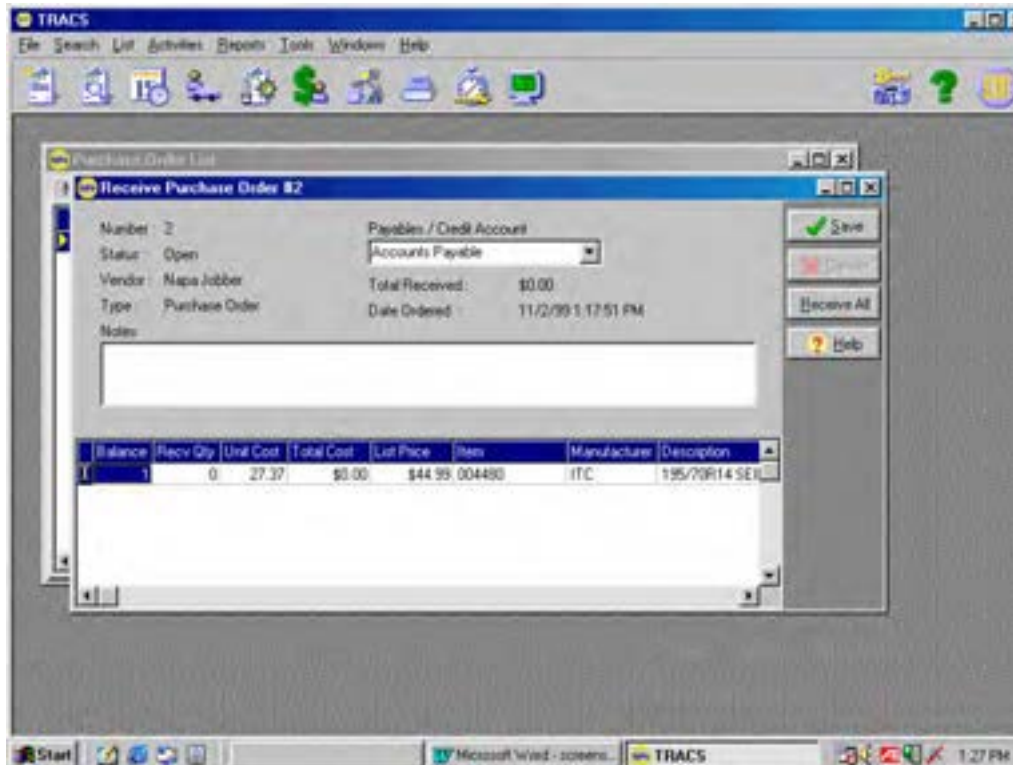 TRACS
File Search List Activities Reports Tools Windows Help
Purchase Order List
Receive Purchase Order #2
Number 2
Payables / Credit Account
Save
Status Open
Accounts Payable
Cancel
Vendor Napa Jobber
Total Received: $0.00
Receive All
Type Purchase Order
Date Ordered 11/2/99 1:17:51 PM
Help
Notes
Balance Recv Qty Unit Cost Total Cost List Price Item Manufacturer Description
1 0 27.37 $0.00 $44.99 004480 ITC 195/70R14
Start
Microsoft Word - screens...
TRACS
1:27 PM